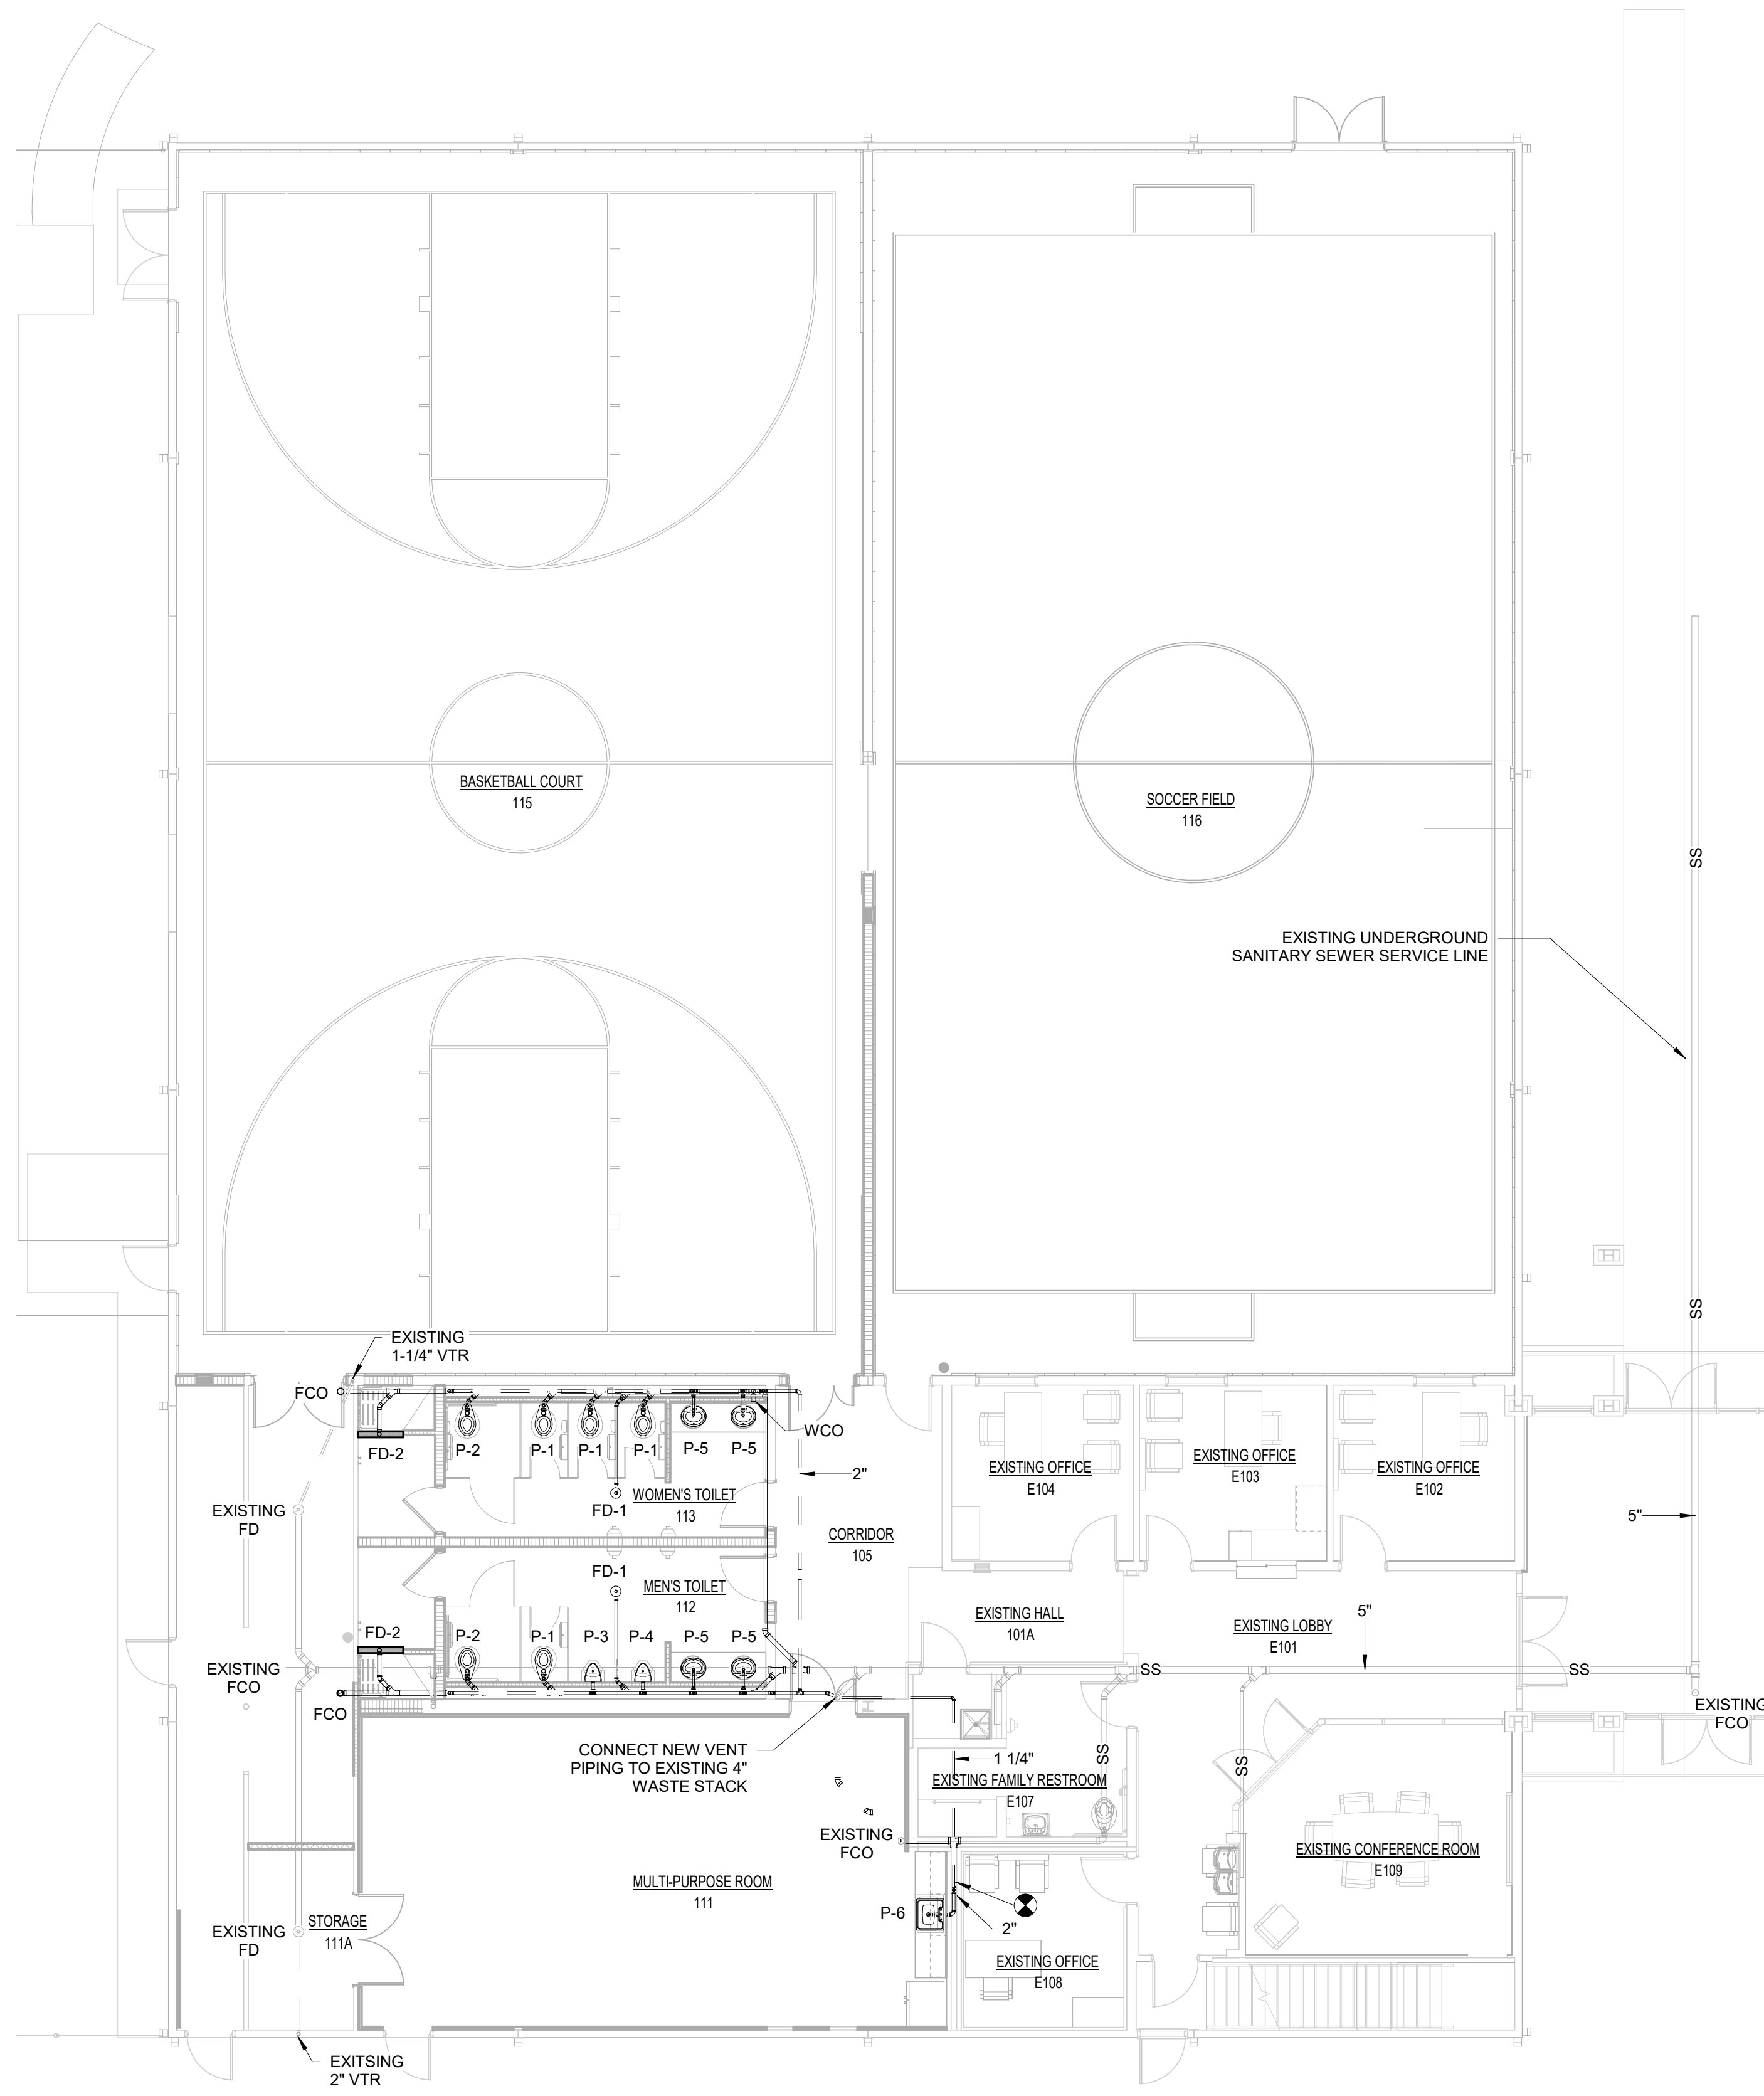 BASKETBALL COURT
115
SOCCER FIELD
116
SS
EXISTING UNDERGROUND
SANITARY SEWER SERVICE LINE
SS
EXISTING
1-1/4" VTR
FCO
WCO
FD-2
P-2
P-1
P-1
P-1
P-5
P-5
2"
EXISTING OFFICE
E104
EXISTING OFFICE
E103
EXISTING OFFICE
E102
WOMEN'S TOILET
113
FD-1
EXISTING
FD
5"
CORRIDOR
105
FD-1
MEN'S TOILET
112
EXISTING HALL
101A
EXISTING LOBBY
E101
5"
FD-2
P-2
P-1
P-3
P-4
P-5
P-5
EXISTING
FCO
SS
SS
FCO
EXISTING
FCO
CONNECT NEW VENT
PIPING TO EXISTING 4"
WASTE STACK
1 1/4"
SS
SS
EXISTING FAMILY RESTROOM
E107
EXISTING
FCO
EXISTING CONFERENCE ROOM
E109
MULTI-PURPOSE ROOM
111
P-6
2"
EXISTING
FD
STORAGE
111A
EXISTING OFFICE
E108
EXITSING
2" VTR